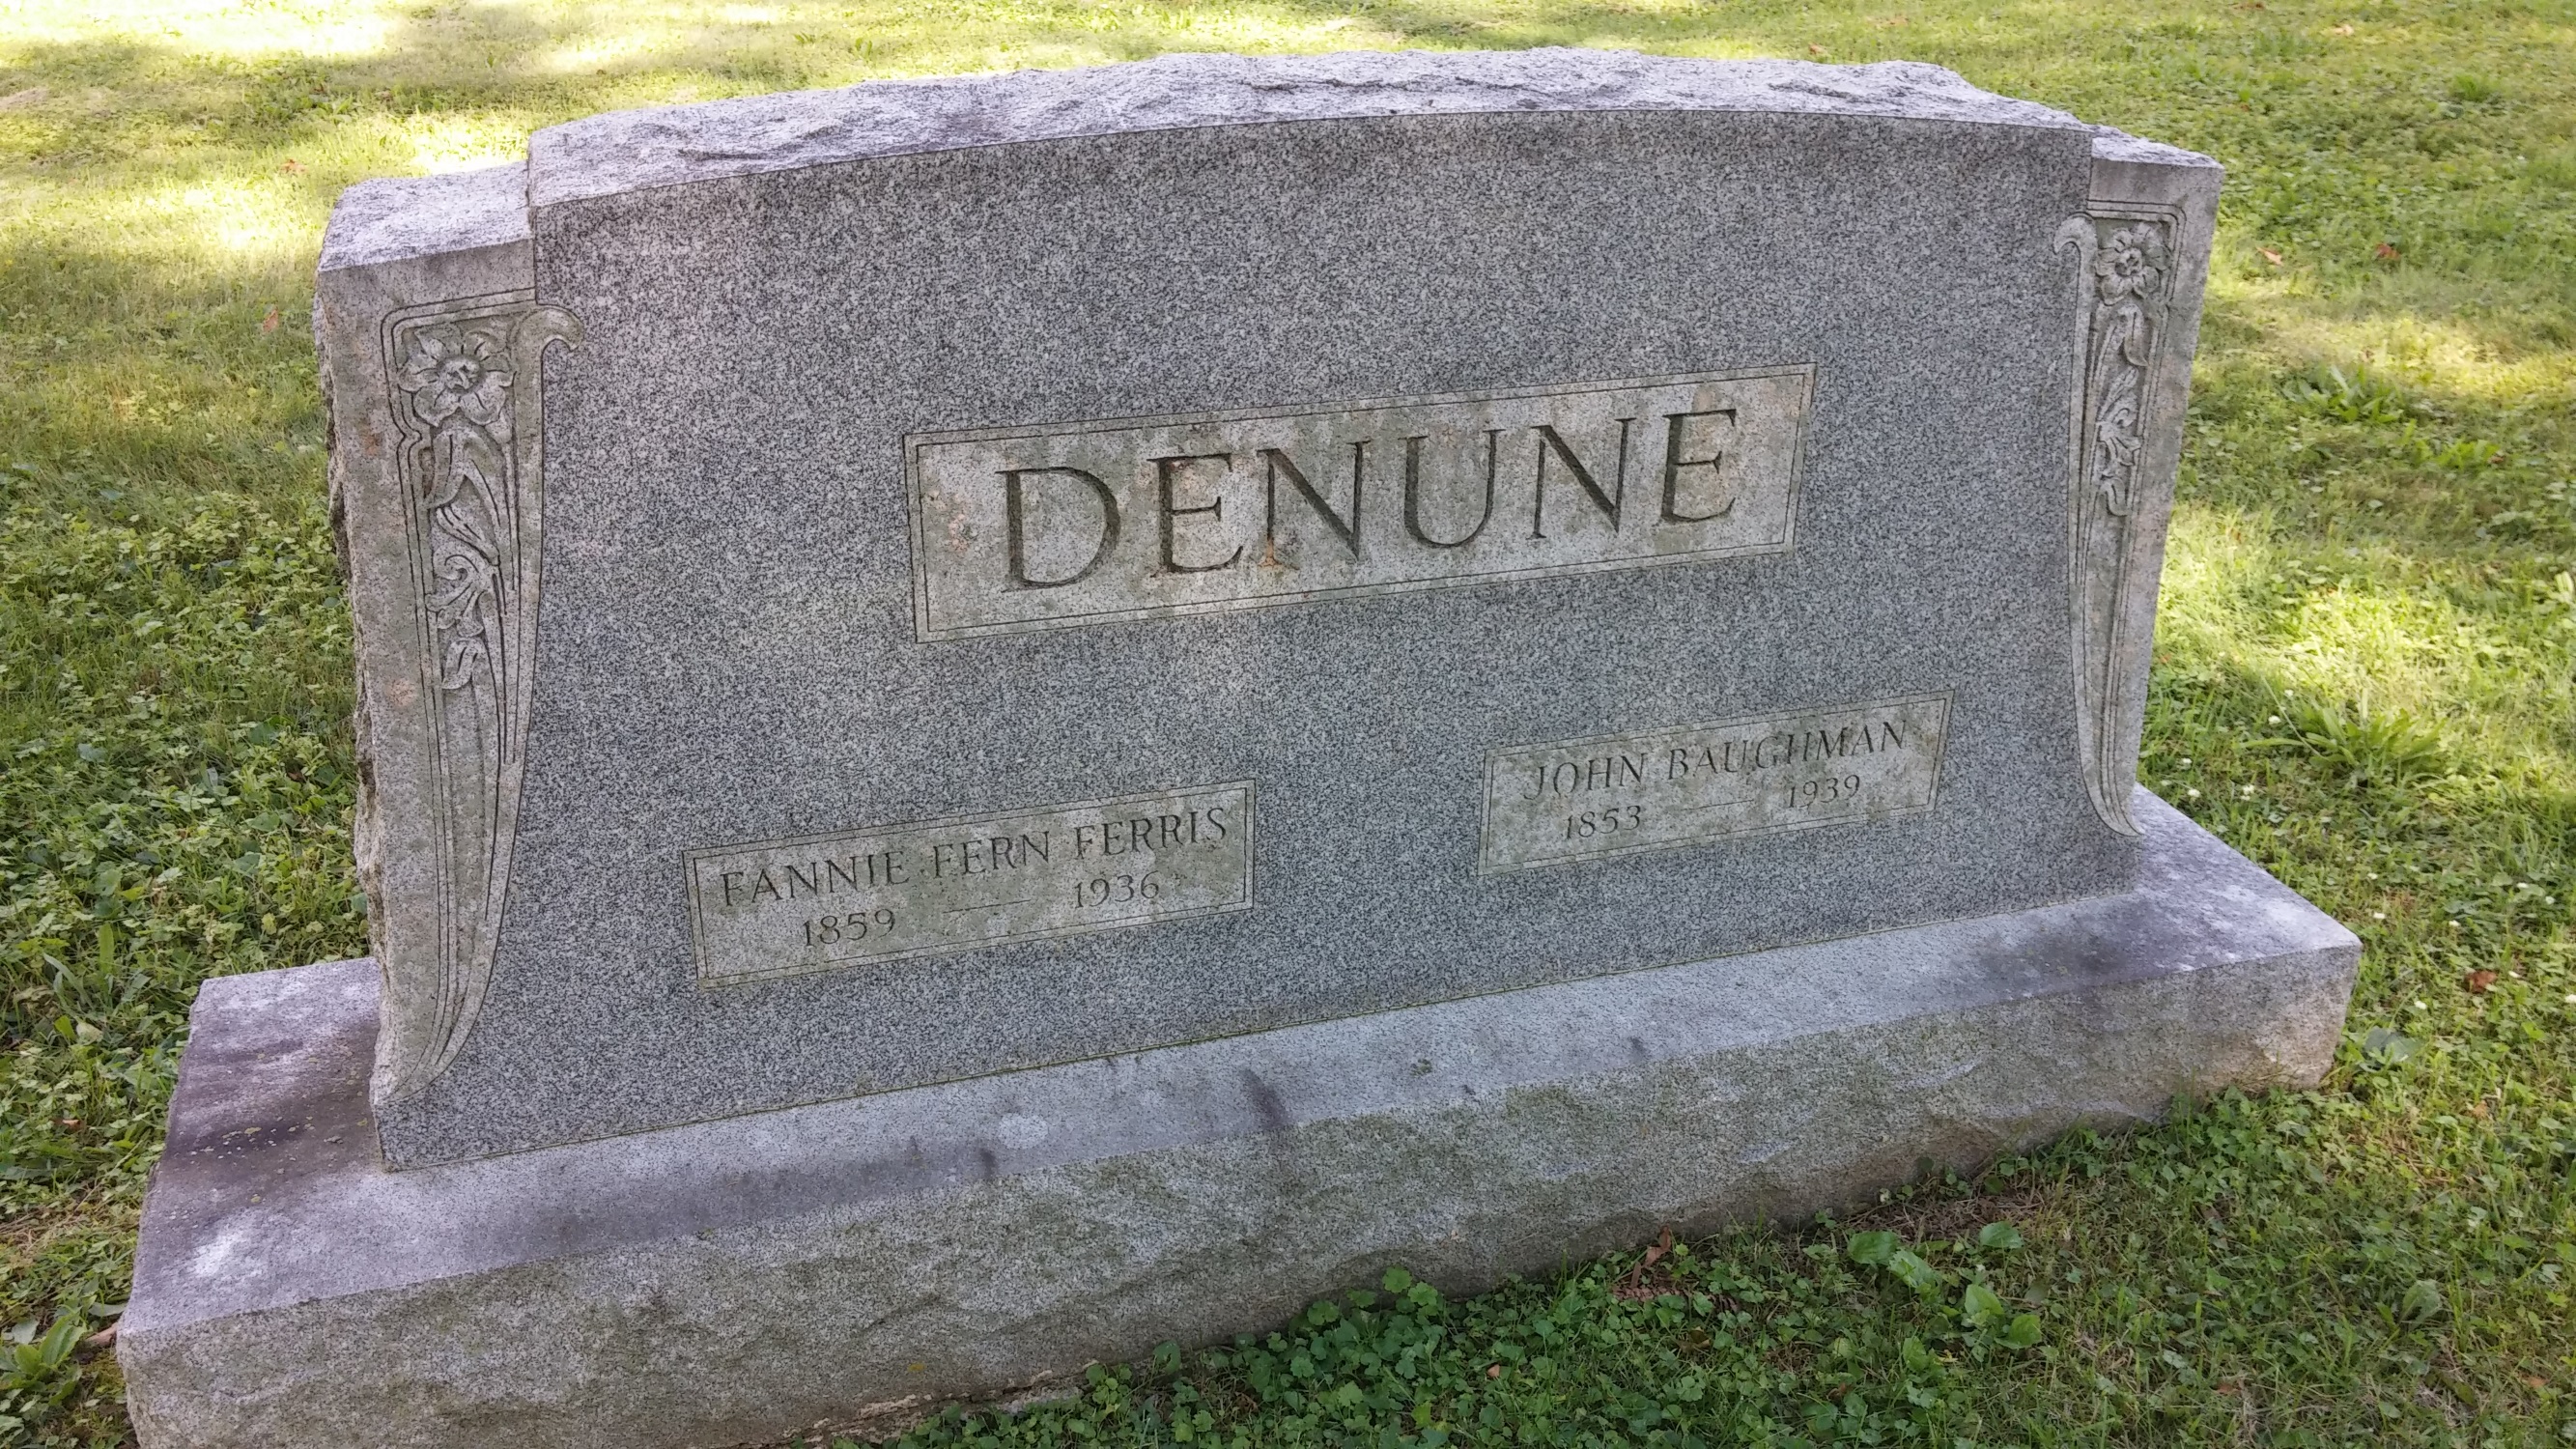 DENUNE
FANNIE FERN FERRIS
1859 — 1936
JOHN BAUGHMAN
1853 — 1939